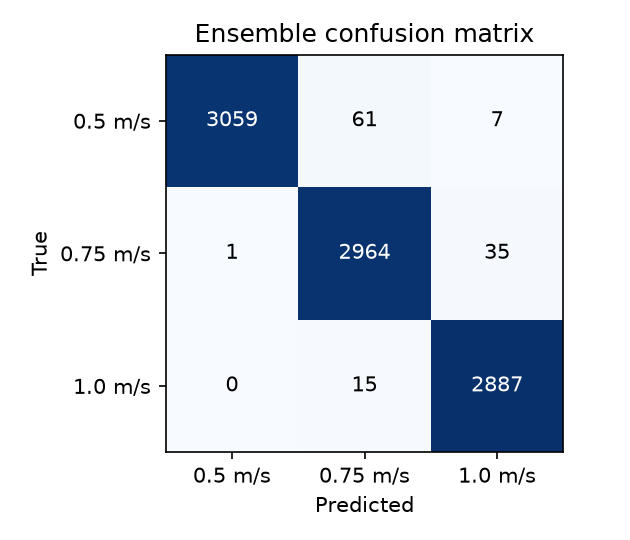 Ensemble confusion matrix
True
0.5 m/s 3059 61 7
0.75 m/s 1 2964 35
1.0 m/s 0 15 2887
0.5 m/s 0.75 m/s 1.0 m/s
Predicted